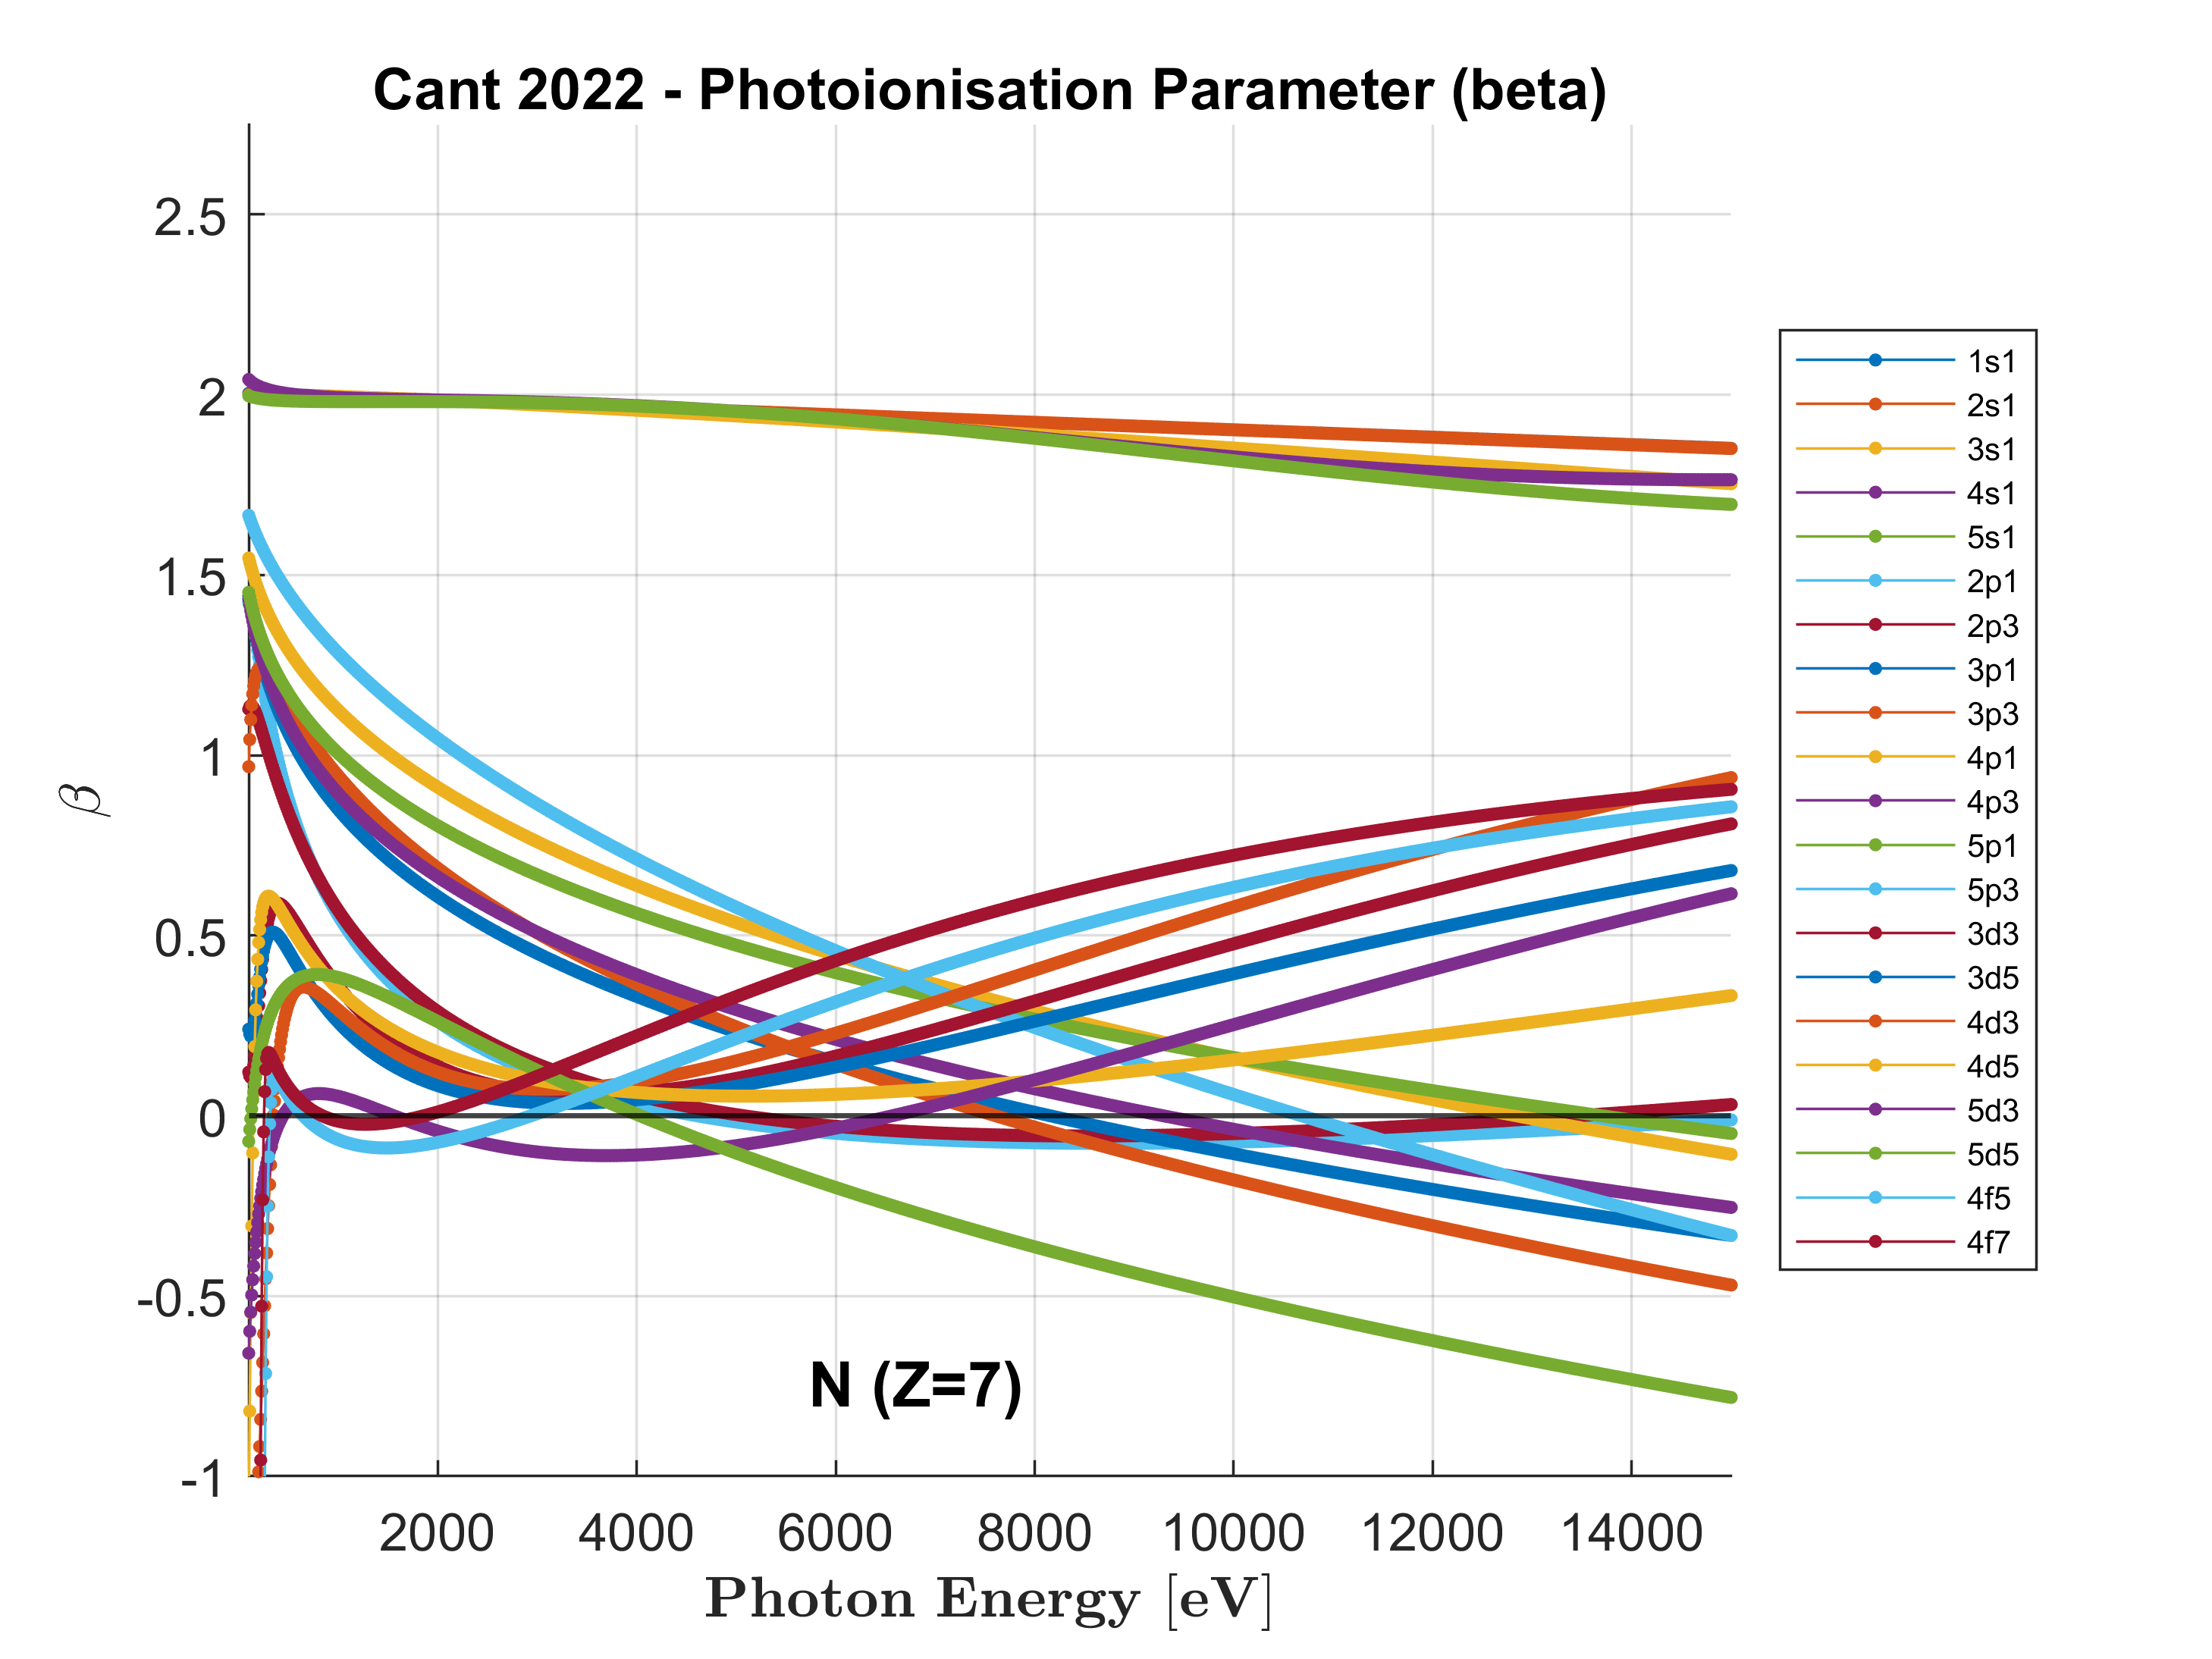 Cant 2022 - Photoionisation Parameter (beta)
2.5
2
1.5
1
0.5
0
-0.5
-1
β
2000 4000 6000 8000 10000 12000 14000
Photon Energy [eV]
N (Z=7)
1s1
2s1
3s1
4s1
5s1
2p1
2p3
3p1
3p3
4p1
4p3
5p1
5p3
3d3
3d5
4d3
4d5
5d3
5d5
4f5
4f7